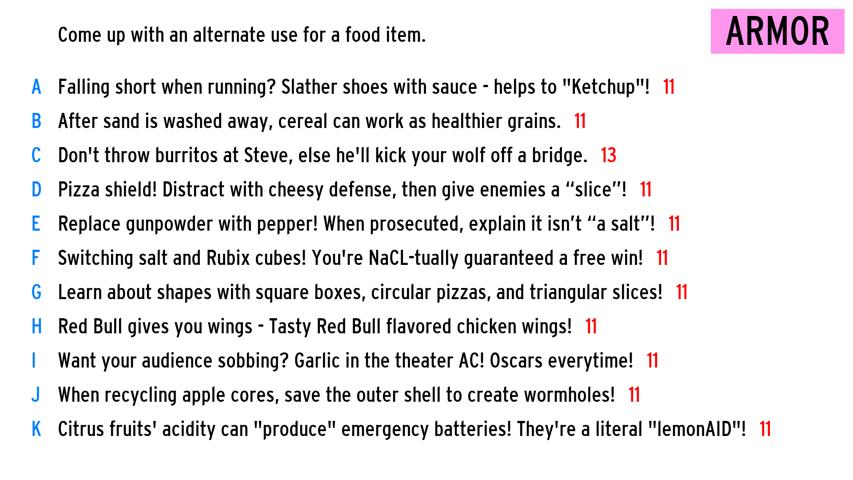 Come up with an alternate use for a food item.
ARMOR
A Falling short when running? Slather shoes with sauce - helps to "Ketchup"! 11
B After sand is washed away, cereal can work as healthier grains. 11
C Don't throw burritos at Steve, else he'll kick your wolf off a bridge. 13
D Pizza shield! Distract with cheesy defense, then give enemies a “slice”! 11
E Replace gunpowder with pepper! When prosecuted, explain it isn’t “a salt”! 11
F Switching salt and Rubix cubes! You're NaCL-tually guaranteed a free win! 11
G Learn about shapes with square boxes, circular pizzas, and triangular slices! 11
H Red Bull gives you wings - Tasty Red Bull flavored chicken wings! 11
I Want your audience sobbing? Garlic in the theater AC! Oscars everytime! 11
J When recycling apple cores, save the outer shell to create wormholes! 11
K Citrus fruits' acidity can "produce" emergency batteries! They're a literal "lemonAID"! 11